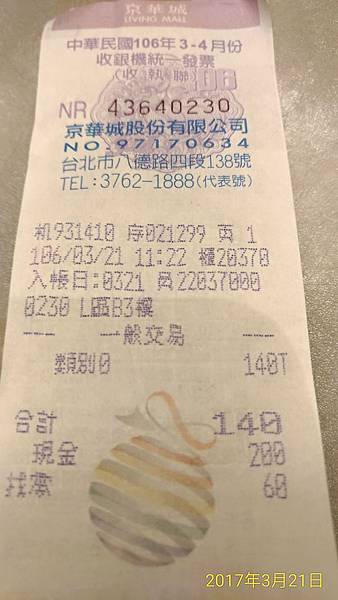 京華城
LIVING MALL
中華民國106年3-4月份
收銀機統一發票
(收執聯)
06
NR 43640230
京華城股份有限公司
NO.97170634
台北市八德路四段138號
TEL:3762-1888(代表號)
机931410 序021299 頁 1
106/03/21 11:22 櫃20370
入帳日:0321 員22037000
0230 L區B3樓
一般交易
類別0 140T
合計 140
現金 200
找零 60
2017年3月21日